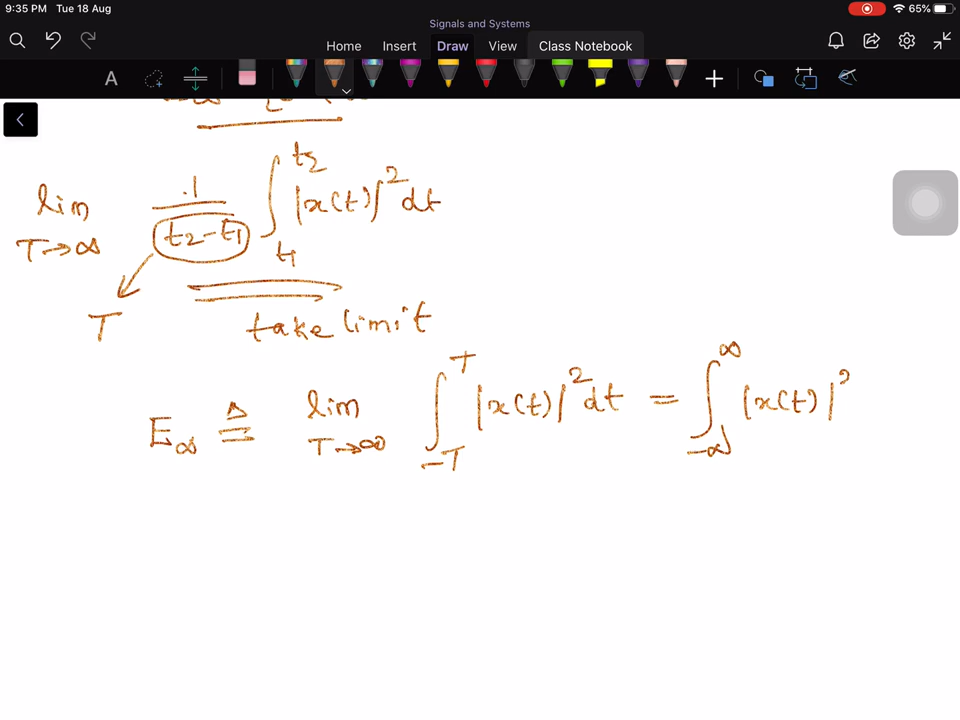 9:35 PM Tue 18 Aug
65%
Signals and Systems
Home Insert Draw View Class Notebook
A
lim T→∞ 1/(t2-t1) ∫ t1 t2 |x(t)|² dt
T
take limit
E∞ ≜ lim T→∞ ∫ -T T |x(t)|² dt = ∫ -∞ ∞ |x(t)|²